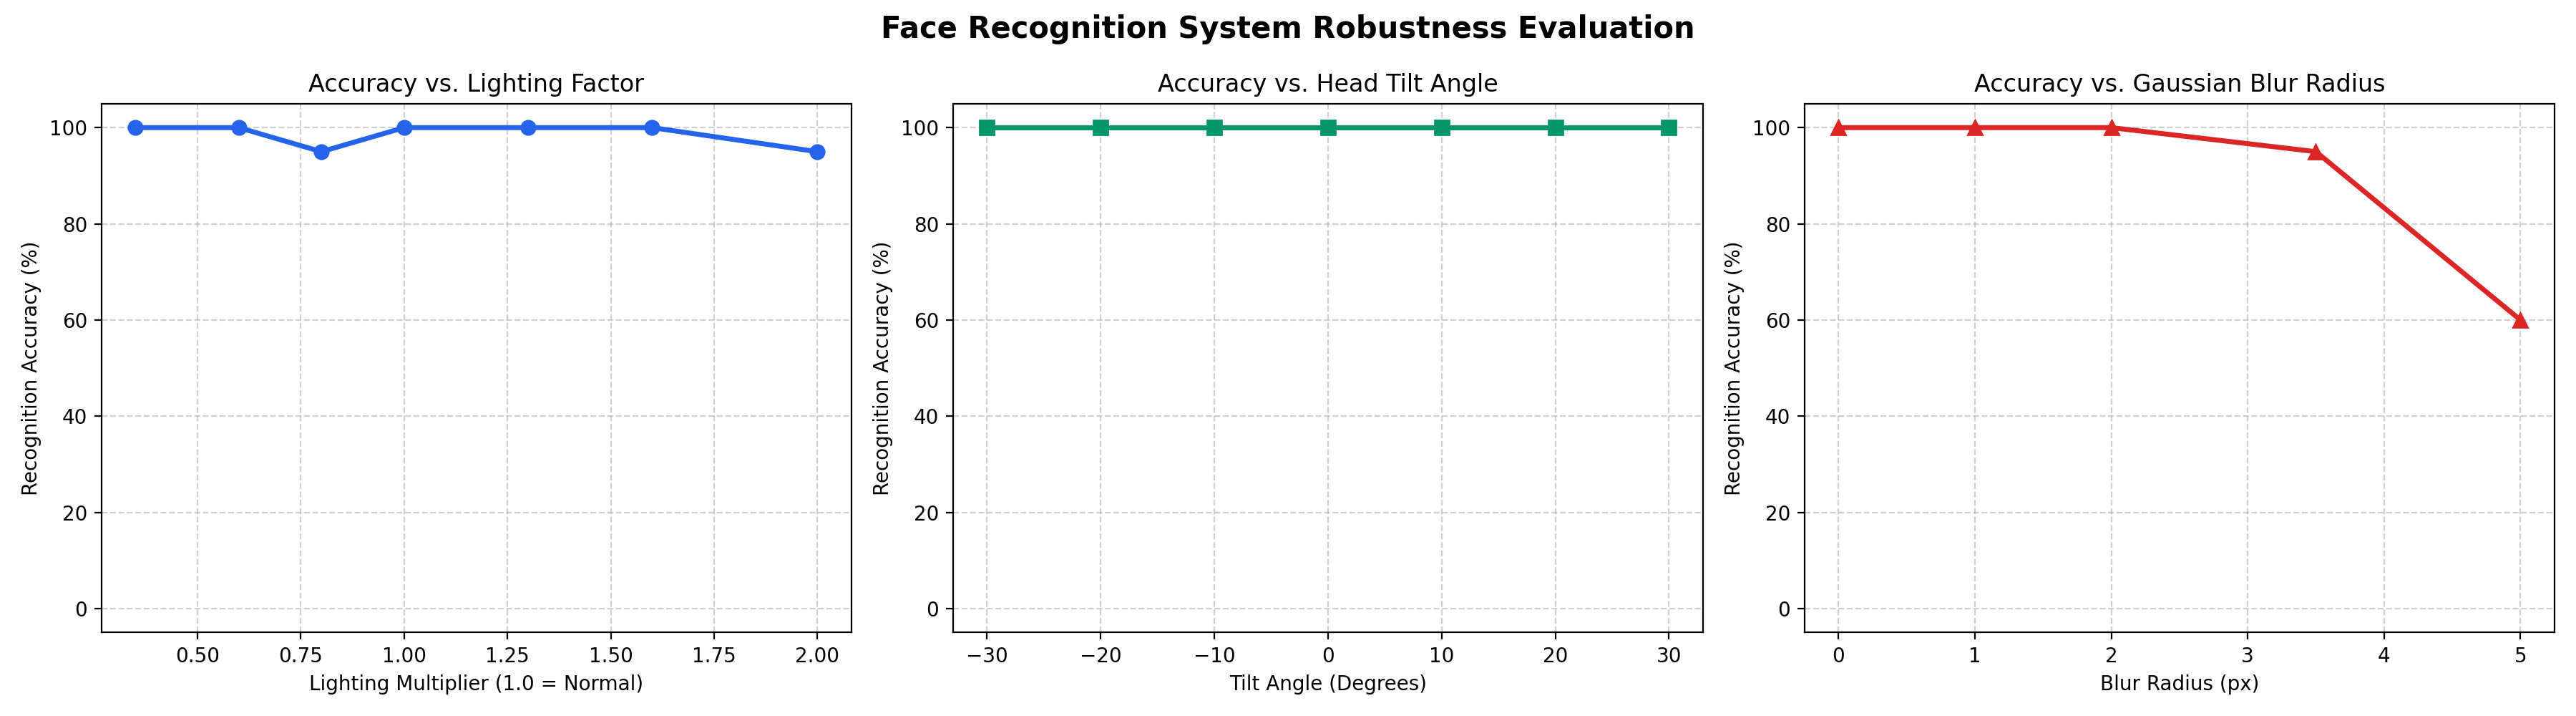 Face Recognition System Robustness Evaluation
Accuracy vs. Lighting Factor
Recognition Accuracy (%)
100
80
60
40
20
0
0.50 0.75 1.00 1.25 1.50 1.75 2.00
Lighting Multiplier (1.0 = Normal)
Accuracy vs. Head Tilt Angle
Recognition Accuracy (%)
100
80
60
40
20
0
−30 −20 −10 0 10 20 30
Tilt Angle (Degrees)
Accuracy vs. Gaussian Blur Radius
Recognition Accuracy (%)
100
80
60
40
20
0
0 1 2 3 4 5
Blur Radius (px)